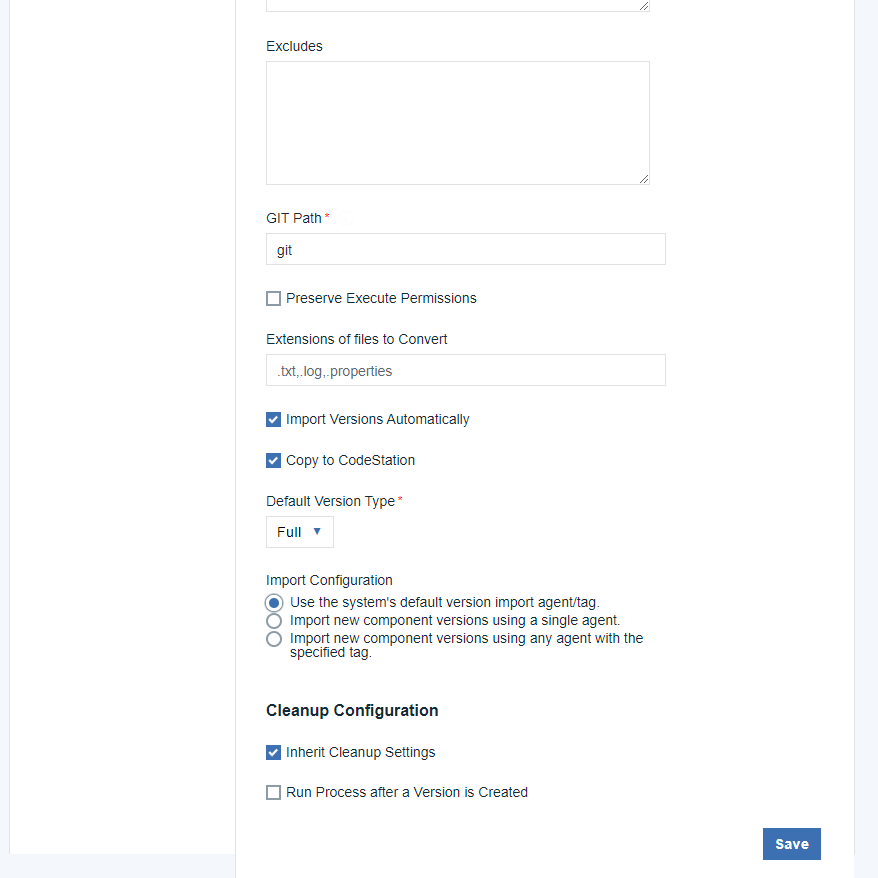 Excludes
GIT Path *
git
Preserve Execute Permissions
Extensions of files to Convert
.txt,.log,.properties
Import Versions Automatically
Copy to CodeStation
Default Version Type *
Full
Import Configuration
Use the system's default version import agent/tag.
Import new component versions using a single agent.
Import new component versions using any agent with the
specified tag.
Cleanup Configuration
Inherit Cleanup Settings
Run Process after a Version is Created
Save